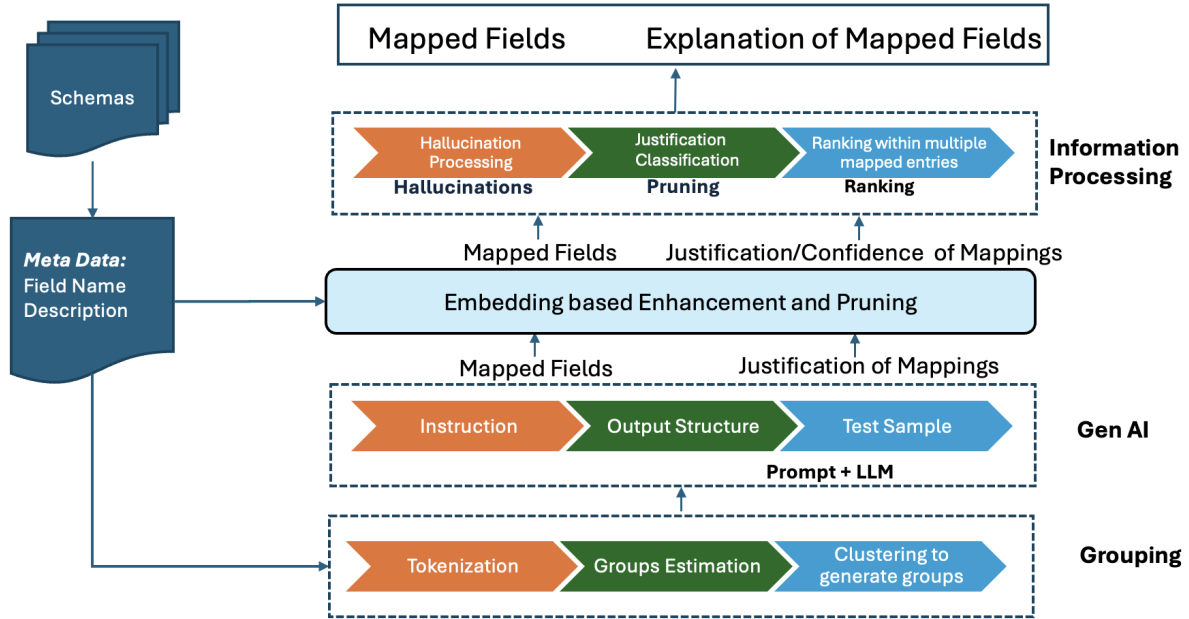 Mapped Fields Explanation of Mapped Fields
Schemas
Hallucination
Processing
Justification
Classification
Ranking within multiple
mapped entries
Hallucinations
Pruning
Ranking
Information
Processing
Meta Data:
Field Name
Description
Mapped Fields
Justification/Confidence of Mappings
Embedding based Enhancement and Pruning
Mapped Fields
Justification of Mappings
Instruction
Output Structure
Test Sample
Prompt + LLM
Gen AI
Tokenization
Groups Estimation
Clustering to
generate groups
Grouping